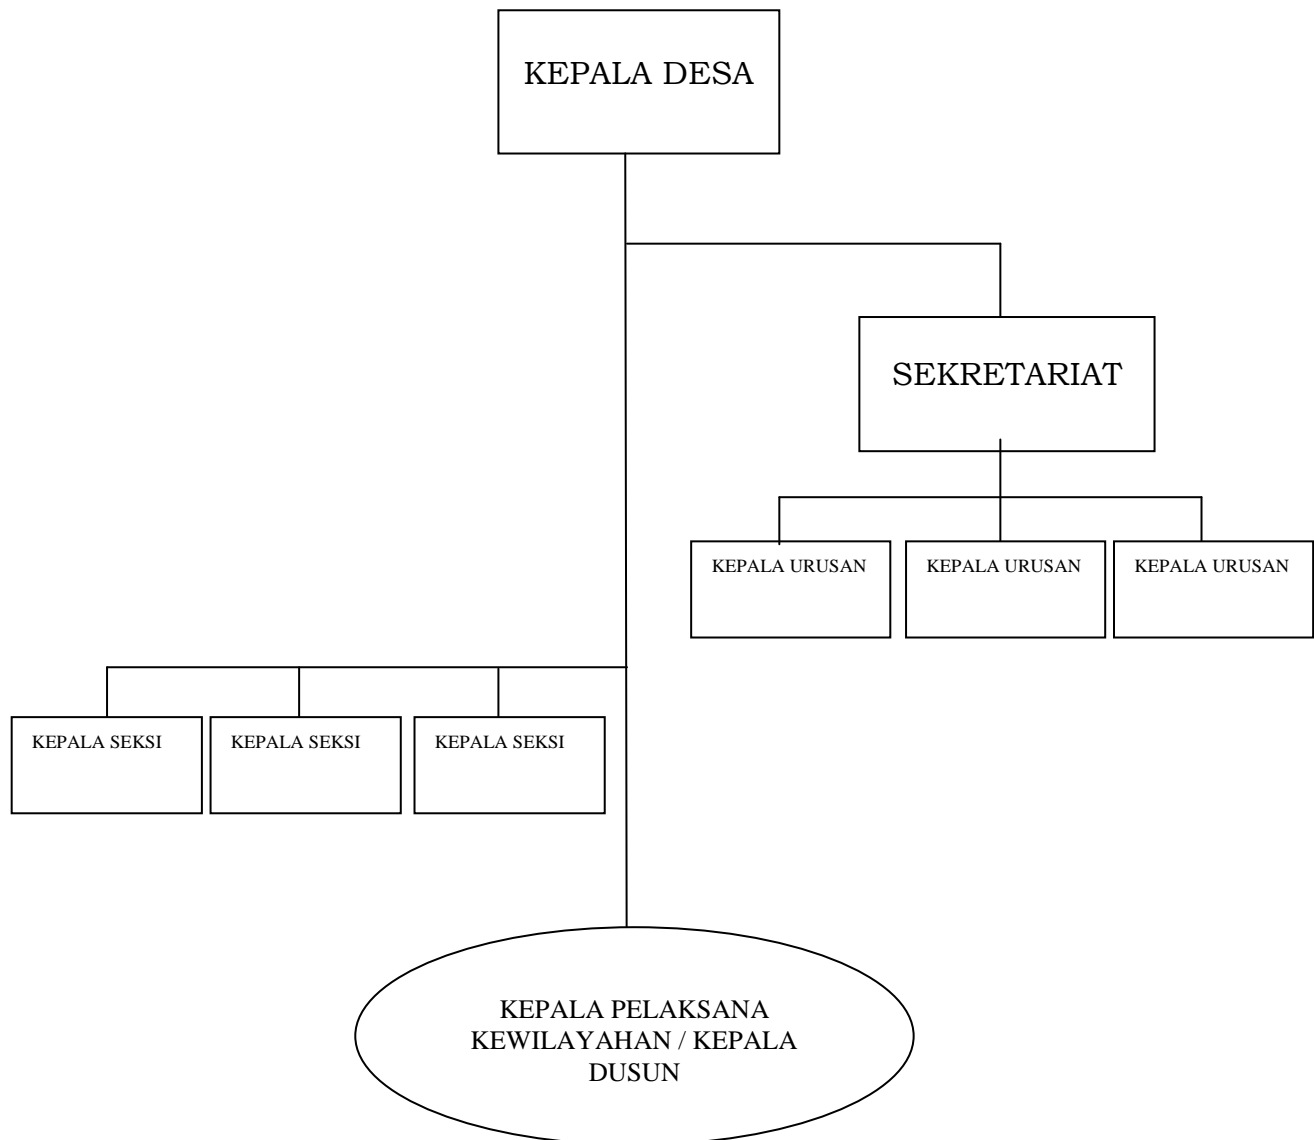 KEPALA DESA
SEKRETARIAT
KEPALA URUSAN
KEPALA URUSAN
KEPALA URUSAN
KEPALA SEKSI
KEPALA SEKSI
KEPALA SEKSI
KEPALA PELAKSANA
KEWILAYAHAN / KEPALA
DUSUN